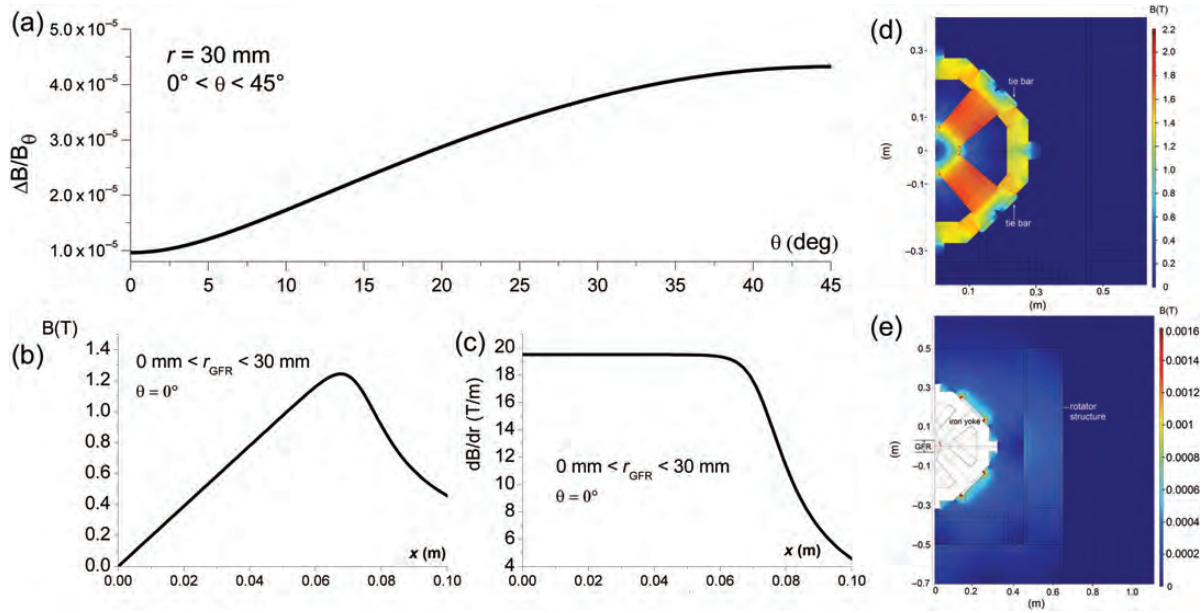 (a)
5.0 x 10⁻⁵
4.0 x 10⁻⁵
3.0 x 10⁻⁵
2.0 x 10⁻⁵
1.0 x 10⁻⁵
ΔB/B_θ
r = 30 mm
0° < θ < 45°
θ (deg)
0 5 10 15 20 25 30 35 40 45
(b)
B(T)
1.4
1.2
1.0
0.8
0.6
0.4
0.2
0.0
0 mm < r_GFR < 30 mm
θ = 0°
x (m)
0.00 0.02 0.04 0.06 0.08 0.10
(c)
dB/dr (T/m)
20
18
16
14
12
10
8
6
4
0 mm < r_GFR < 30 mm
θ = 0°
x (m)
0.00 0.02 0.04 0.06 0.08 0.10
(d)
B(T)
2.2
2.0
1.8
1.6
1.4
1.2
1.0
0.8
0.6
0.4
0.2
0
0.3
0.2
0.1
0
−0.1
−0.2
−0.3
(m)
tie bar
tie bar
0.1 0.3 0.5
(m)
(e)
B(T)
0.0016
0.0014
0.0012
0.001
0.0008
0.0006
0.0004
0.0002
0
0.5
0.3
0.1
−0.1
−0.3
−0.5
−0.7
(m)
iron yoke
GFR
rotator
structure
0 0.2 0.4 0.6 0.8 1.0
(m)